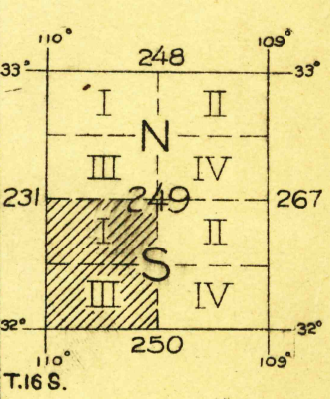 110° 109°
248
33° 33°
I II
N
III IV
231 249 267
I II
S
III IV
32° 32°
250
110° 109°
T.16 S.